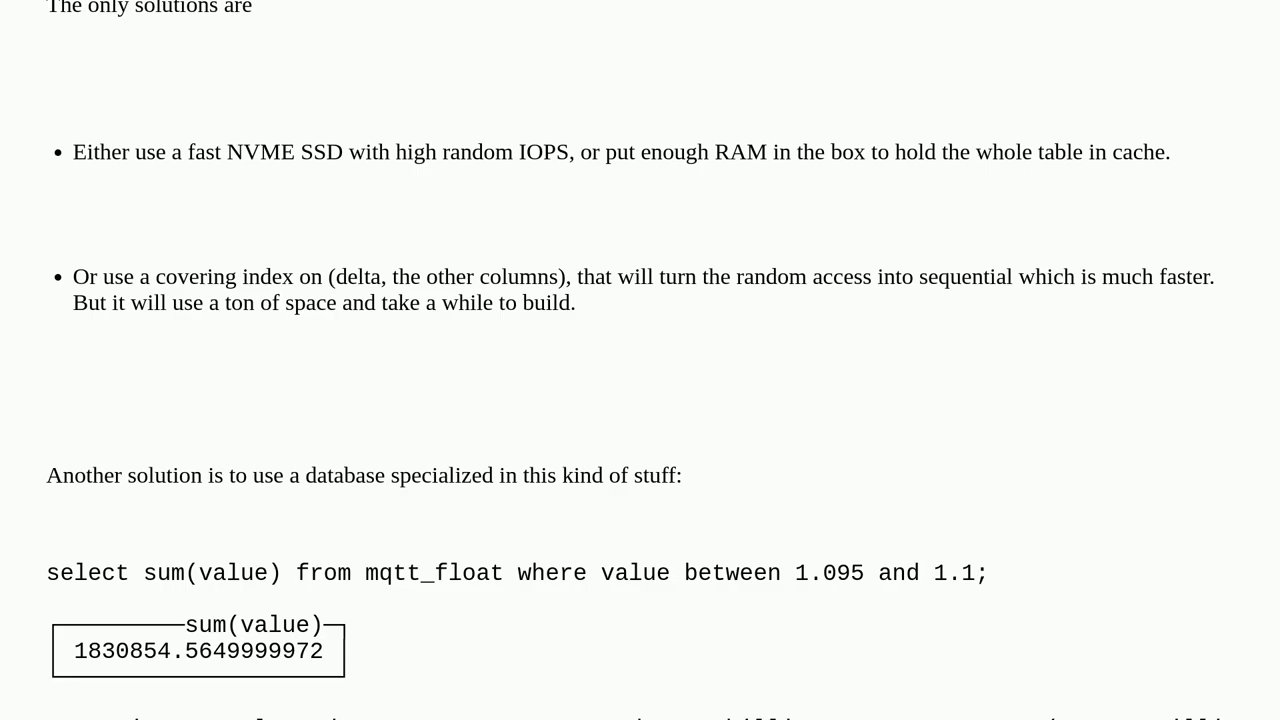 The only solutions are
• Either use a fast NVME SSD with high random IOPS, or put enough RAM in the box to hold the whole table in cache.
• Or use a covering index on (delta, the other columns), that will turn the random access into sequential which is much faster.
But it will use a ton of space and take a while to build.
Another solution is to use a database specialized in this kind of stuff:
select sum(value) from mqtt_float where value between 1.095 and 1.1;
sum(value)
1830854.5649999972